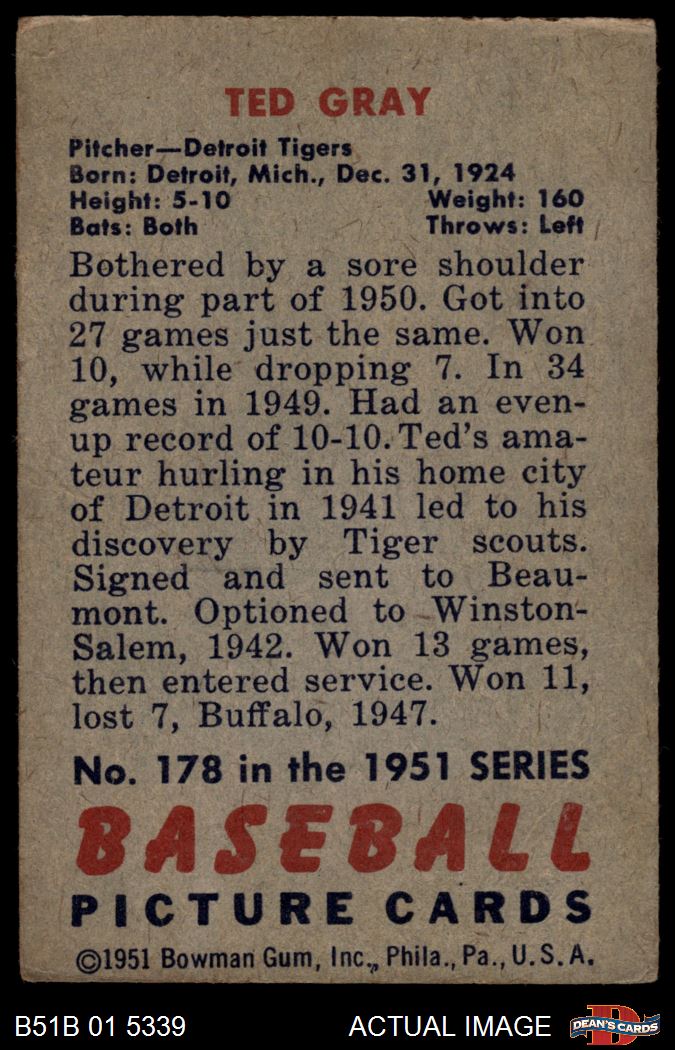 TED GRAY
Pitcher—Detroit Tigers
Born: Detroit, Mich., Dec. 31, 1924
Height: 5-10 Weight: 160
Bats: Both Throws: Left
Bothered by a sore shoulder
during part of 1950. Got into
27 games just the same. Won
10, while dropping 7. In 34
games in 1949. Had an even-
up record of 10-10. Ted's ama-
teur hurling in his home city
of Detroit in 1941 led to his
discovery by Tiger scouts.
Signed and sent to Beau-
mont. Optioned to Winston-
Salem, 1942. Won 13 games,
then entered service. Won 11,
lost 7, Buffalo, 1947.
No. 178 in the 1951 SERIES
BASEBALL
PICTURE CARDS
©1951 Bowman Gum, Inc., Phila., Pa., U.S.A.
B51B 01 5339 ACTUAL IMAGE D DEAN'S CARDS